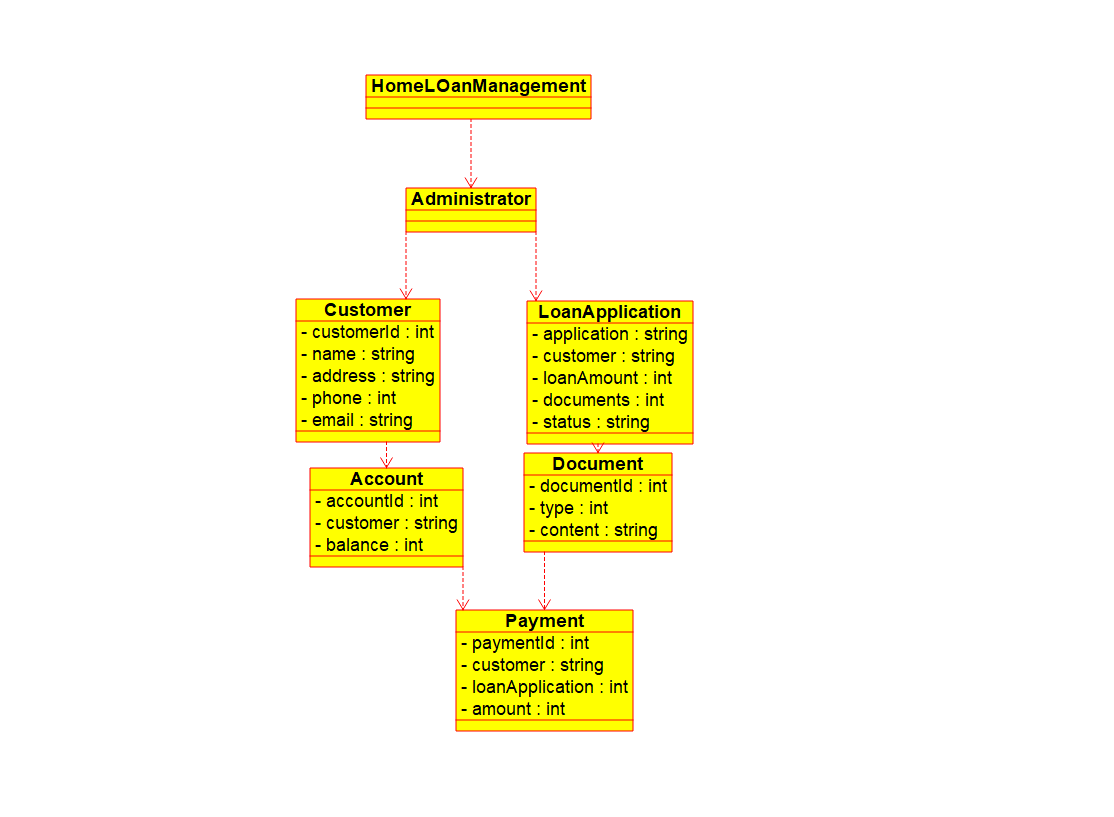 HomeLOanManagement
Administrator
Customer
- customerId : int
- name : string
- address : string
- phone : int
- email : string
LoanApplication
- application : string
- customer : string
- loanAmount : int
- documents : int
- status : string
Account
- accountId : int
- customer : string
- balance : int
Document
- documentId : int
- type : int
- content : string
Payment
- paymentId : int
- customer : string
- loanApplication : int
- amount : int